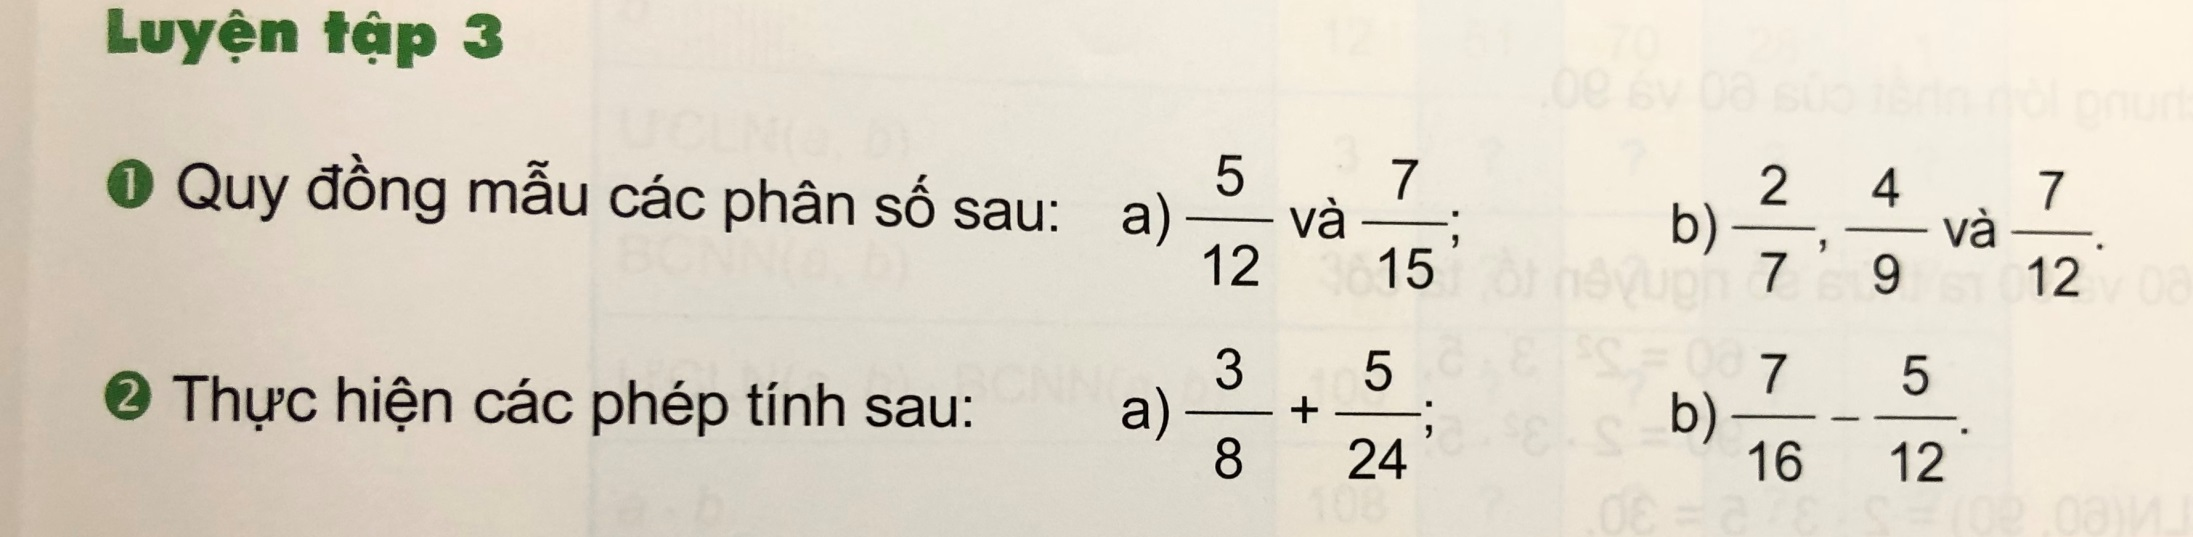 Luyện tập 3
❶ Quy đồng mẫu các phân số sau: a) 5/12 và 7/15; b) 2/7, 4/9 và 7/12.
❷ Thực hiện các phép tính sau: a) 3/8 + 5/24; b) 7/16 – 5/12.